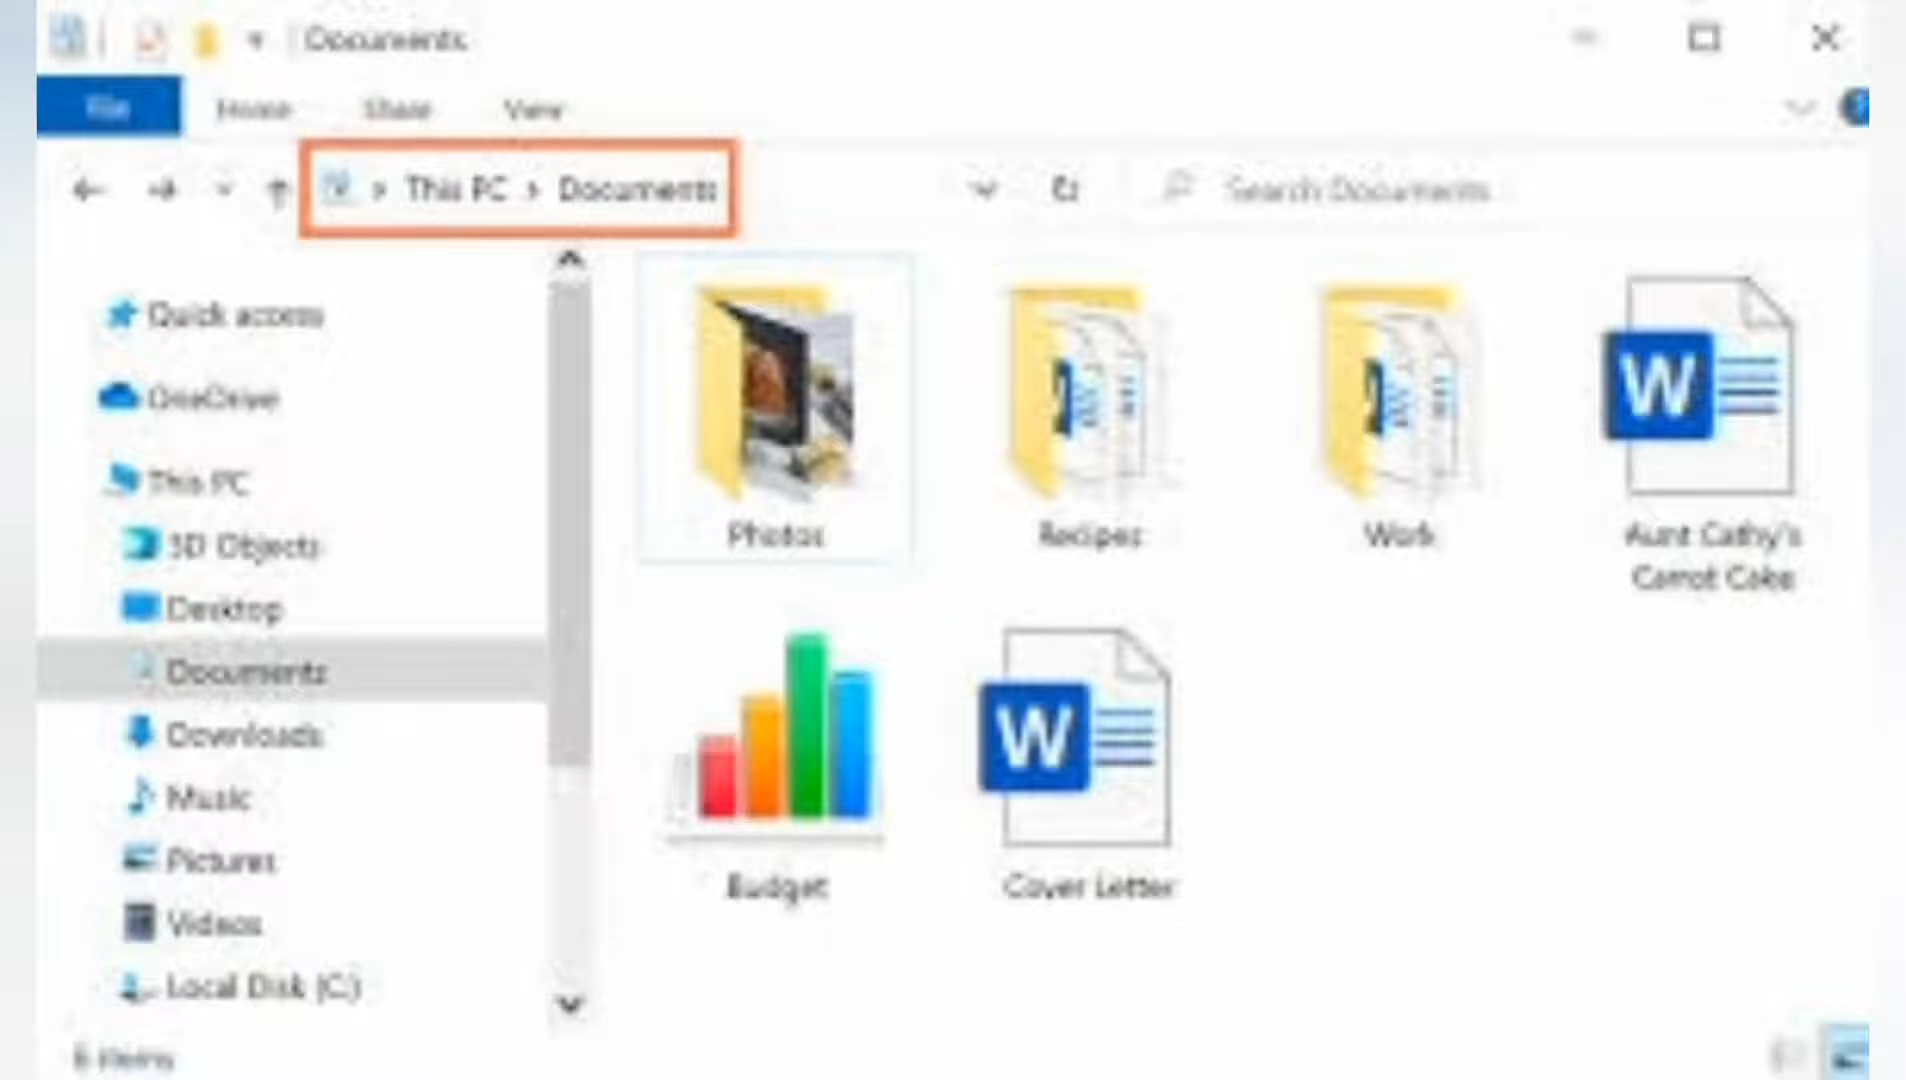 Documents
File Home Share View
This PC > Documents
Search Documents
Quick access
OneDrive
This PC
3D Objects
Desktop
Documents
Downloads
Music
Pictures
Videos
Local Disk (C:)
Photos
Recipes
Work
Aunt Cathy's
Carrot Cake
Budget
Cover Letter
6 items